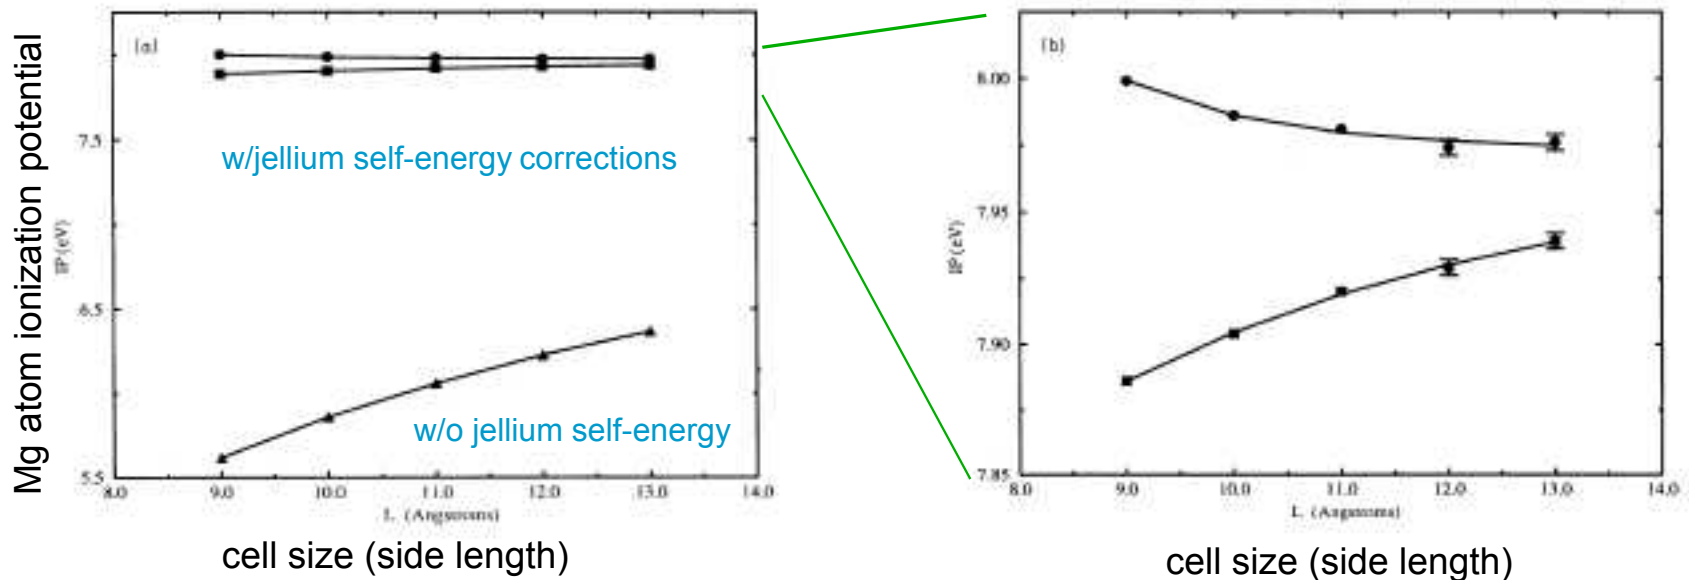 Mg atom ionization potential
(a)
7.5
6.5
5.5
IP(eV)
w/jellium self-energy corrections
w/o jellium self-energy
8.0 9.0 10.0 11.0 12.0 13.0 14.0
L (Angstroms)
cell size (side length)
(b)
8.00
7.95
7.90
7.85
IP(eV)
8.0 9.0 10.0 11.0 12.0 13.0 14.0
L (Angstroms)
cell size (side length)